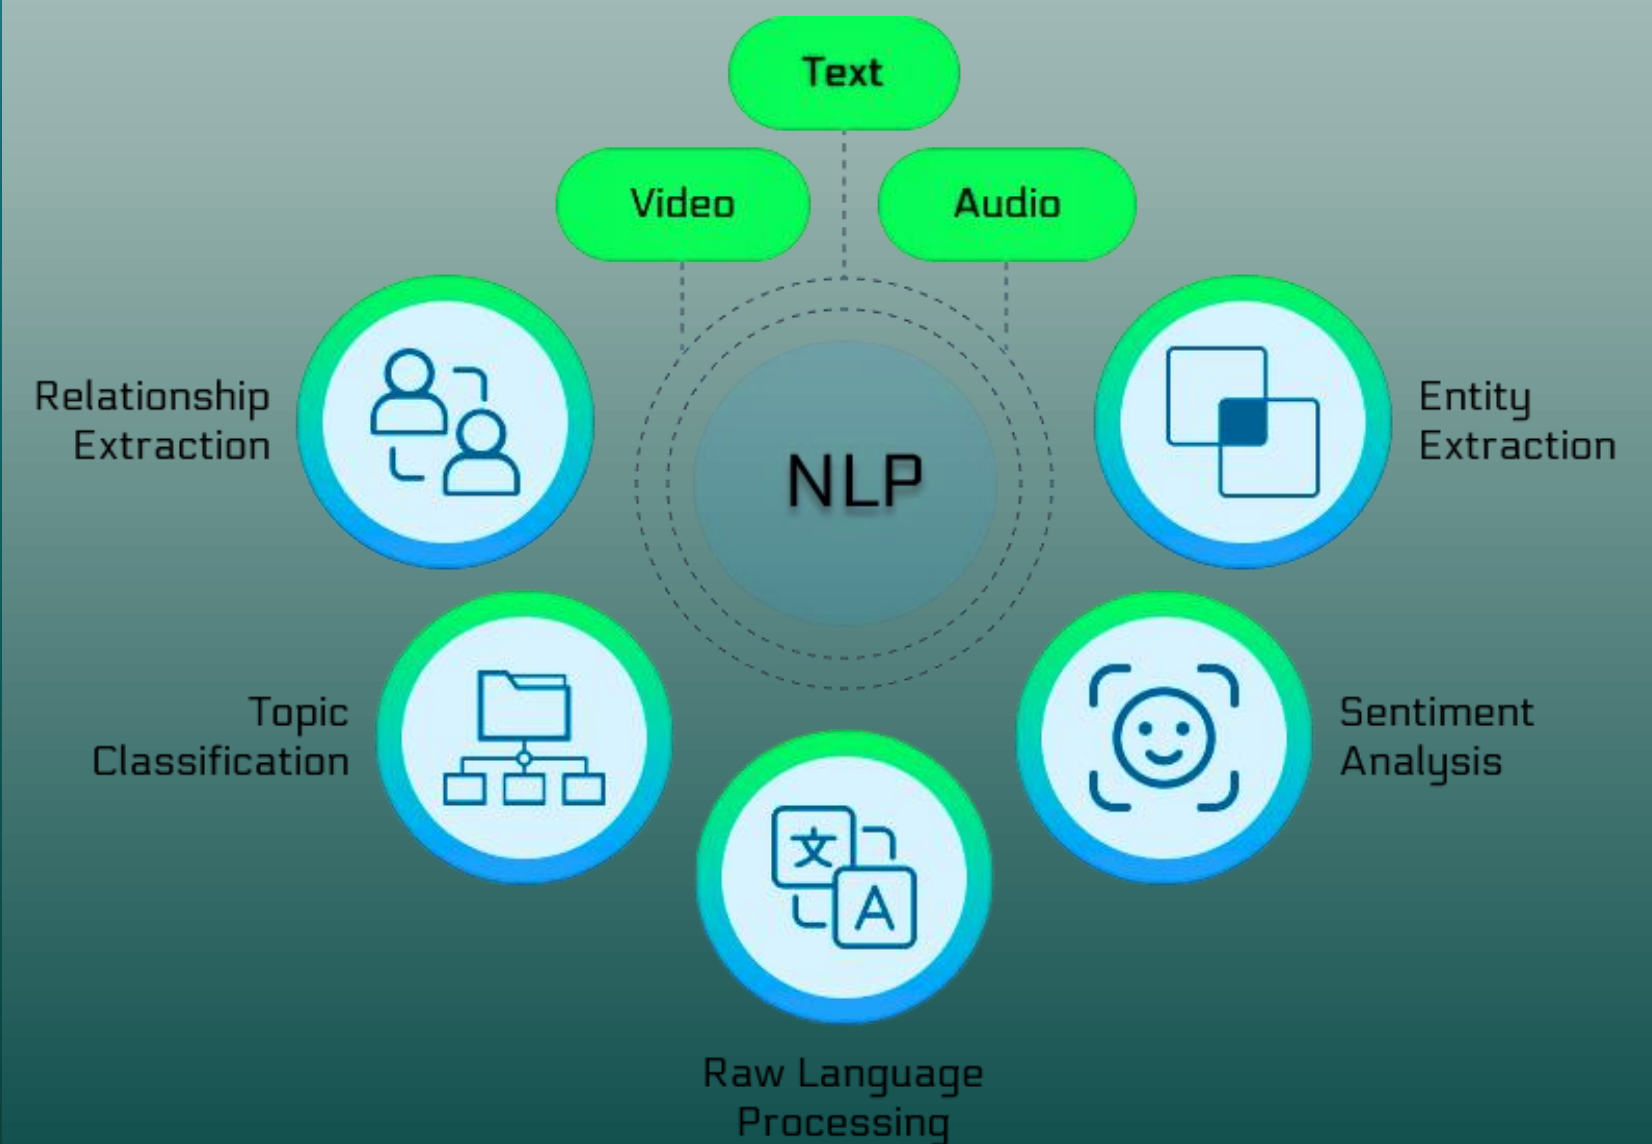 Text
Video
Audio
Relationship
Extraction
Entity
Extraction
NLP
Topic
Classification
Sentiment
Analysis
文
A
Raw Language
Processing